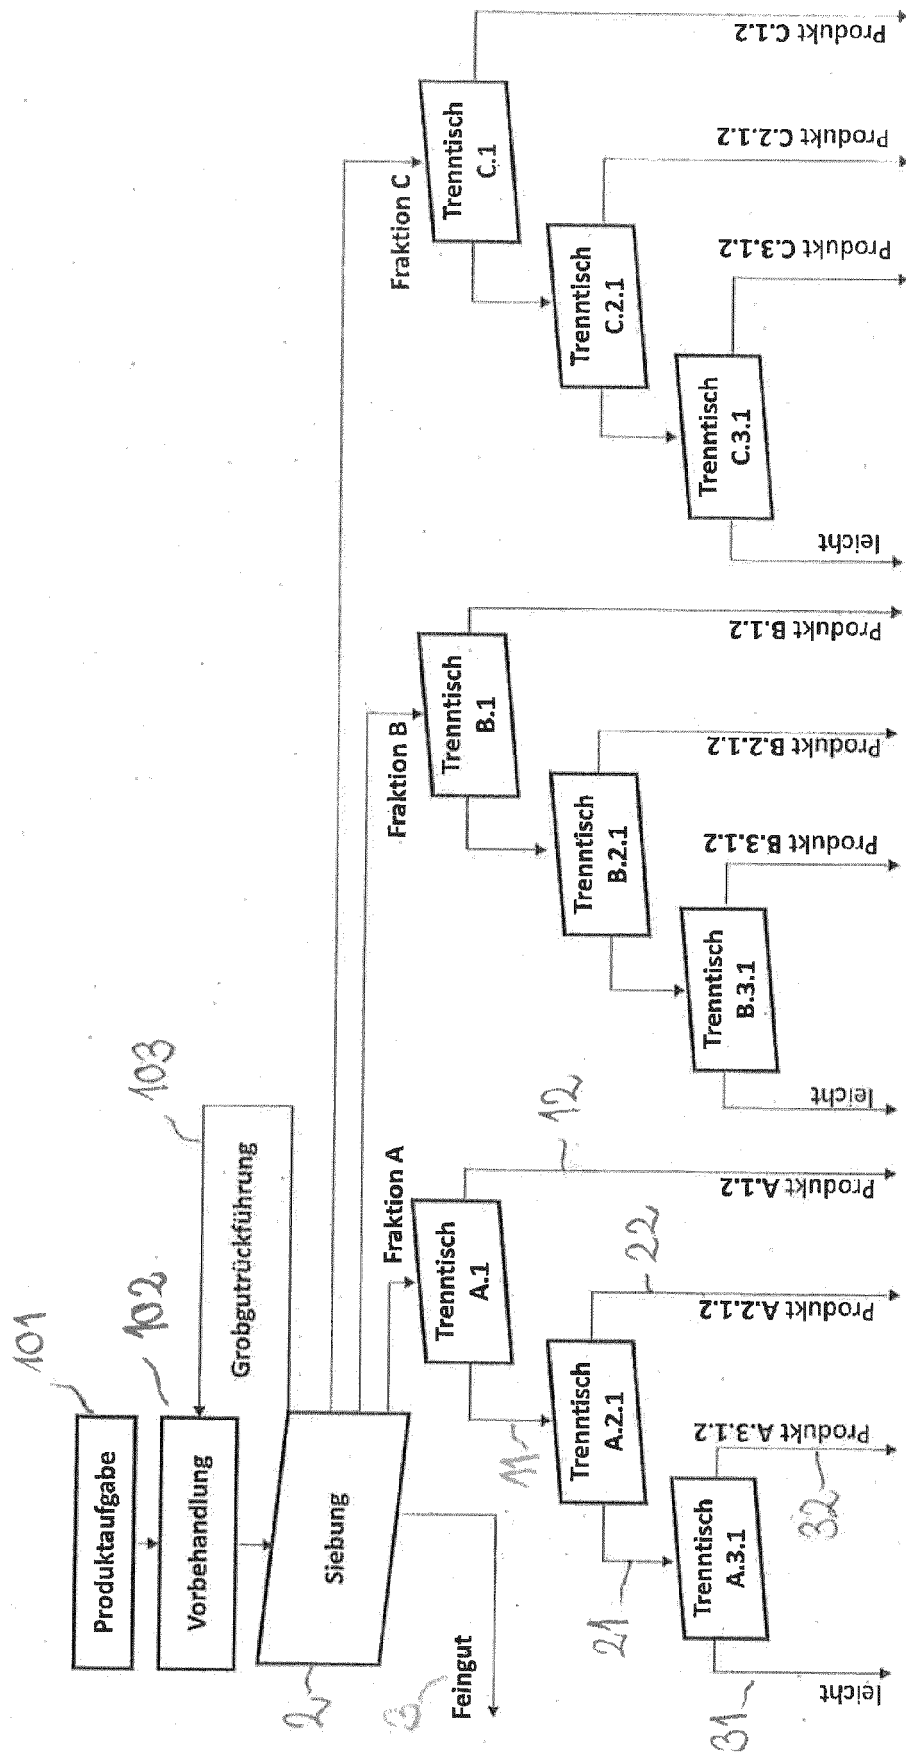 101
Produktaufgabe
102
Vorbehandlung
103
Grobgutrückführung
2
Siebung
3
Feingut
Fraktion A
Trenntisch
A.1
11
12
Produkt A.1.2
Trenntisch
A.2.1
21
22
Produkt A.2.1.2
Trenntisch
A.3.1
31
leicht
32
Produkt A.3.1.2
Fraktion B
Trenntisch
B.1
Produkt B.1.2
Trenntisch
B.2.1
Produkt B.2.1.2
Trenntisch
B.3.1
leicht
Produkt B.3.1.2
Fraktion C
Trenntisch
C.1
Produkt C.1.2
Trenntisch
C.2.1
Produkt C.2.1.2
Trenntisch
C.3.1
leicht
Produkt C.3.1.2